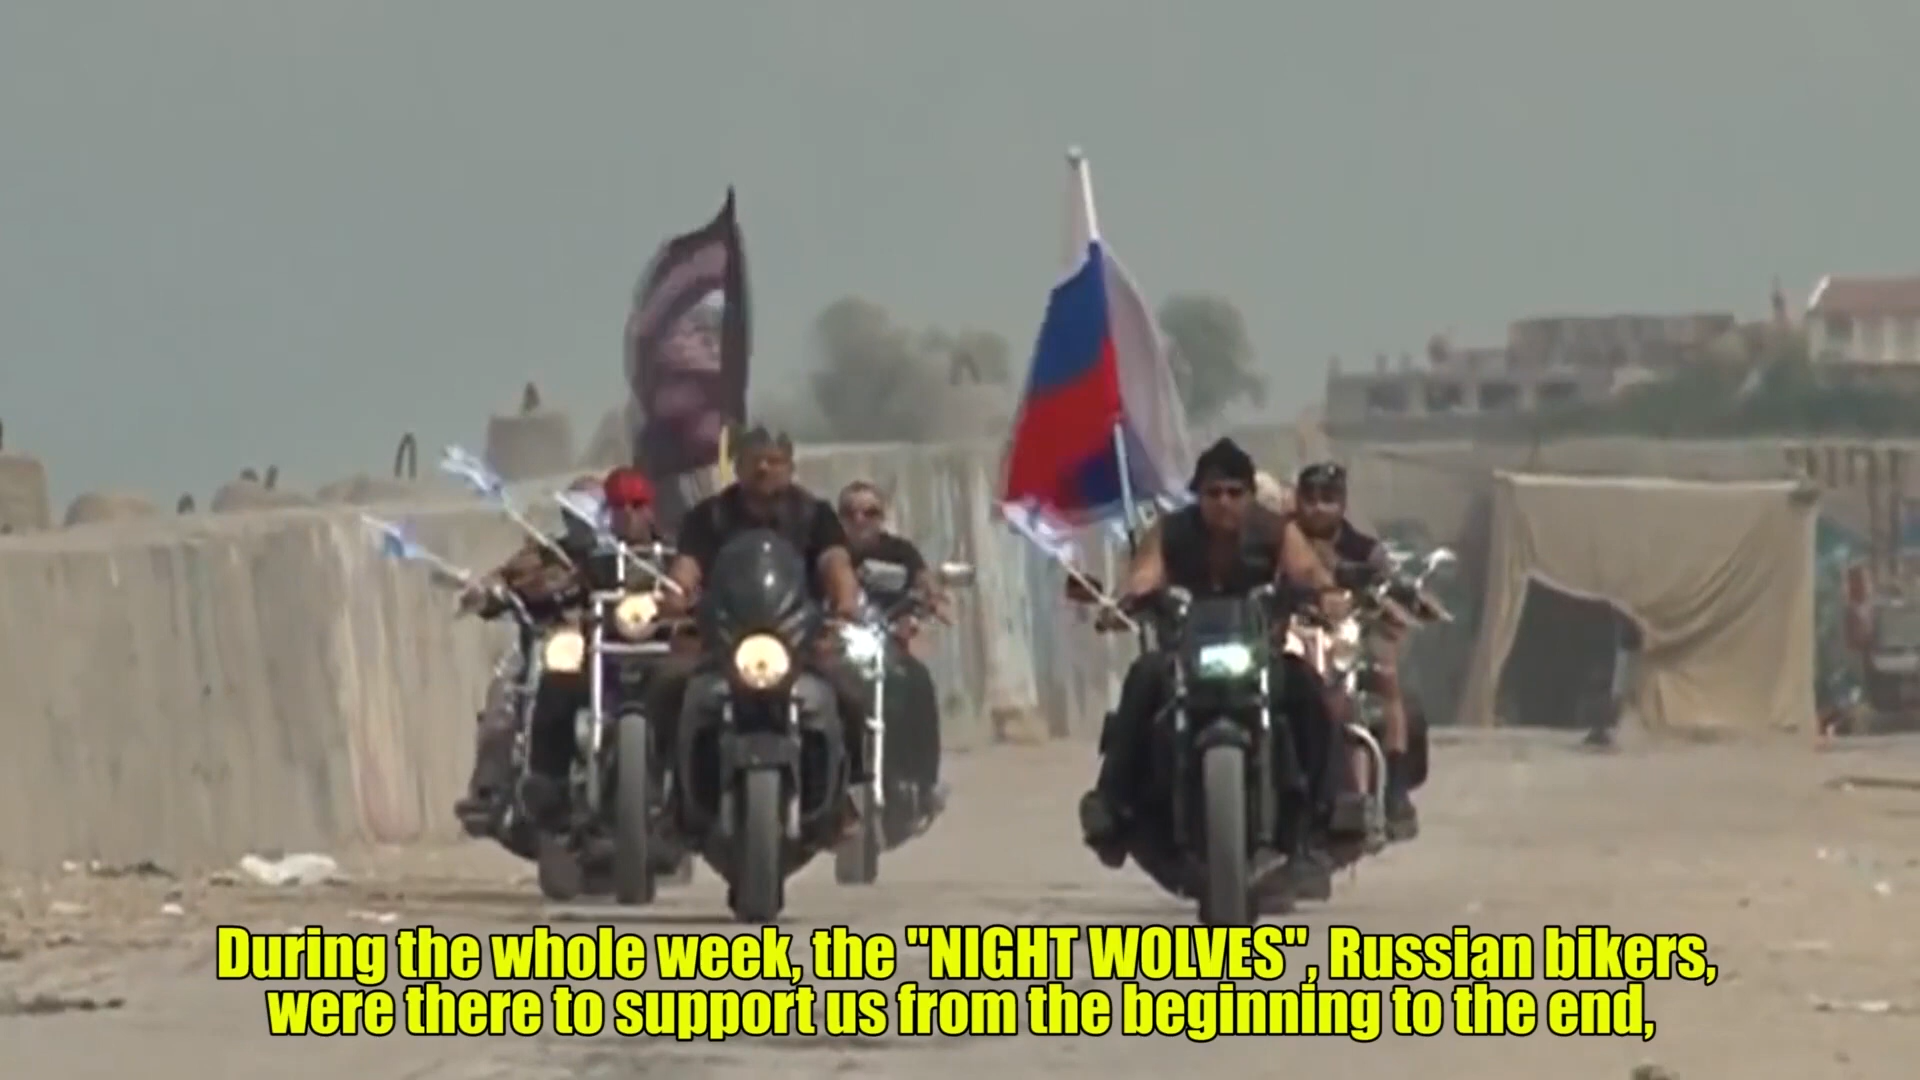 During the whole week, the "NIGHT WOLVES", Russian bikers,
were there to support us from the beginning to the end,